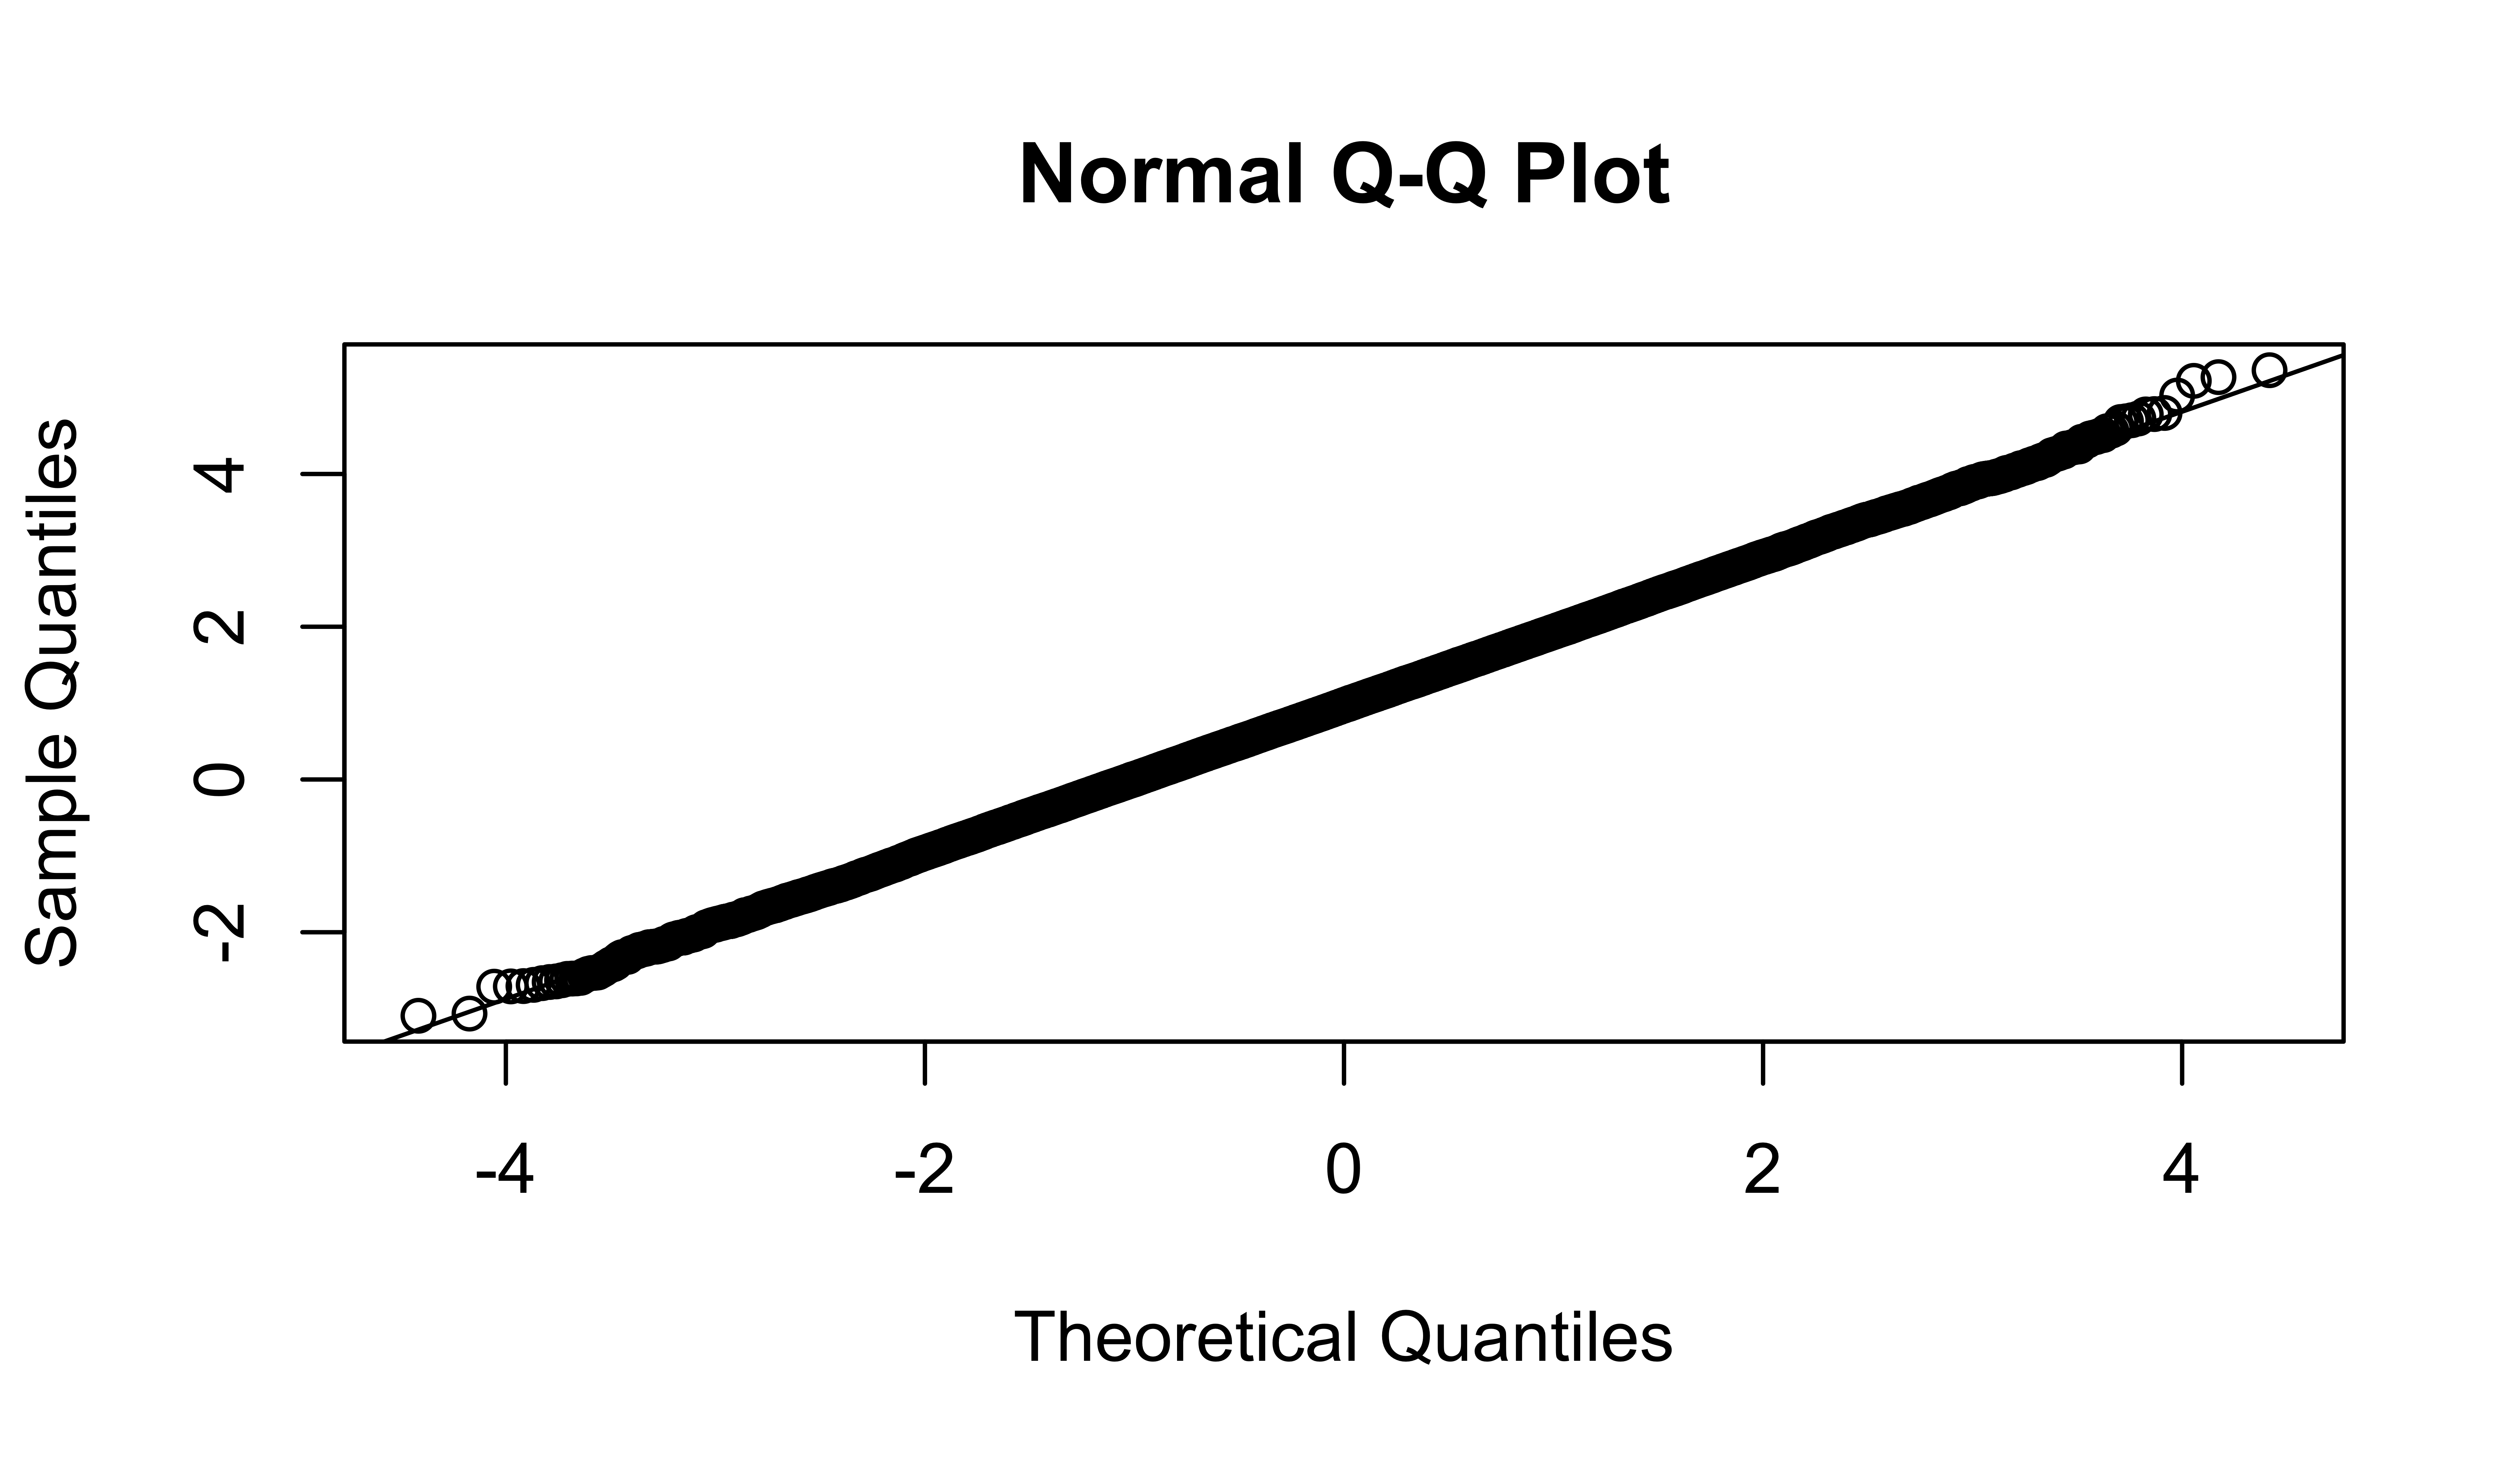 Normal Q-Q Plot
Sample Quantiles
4
2
0
-2
-4 -2 0 2 4
Theoretical Quantiles